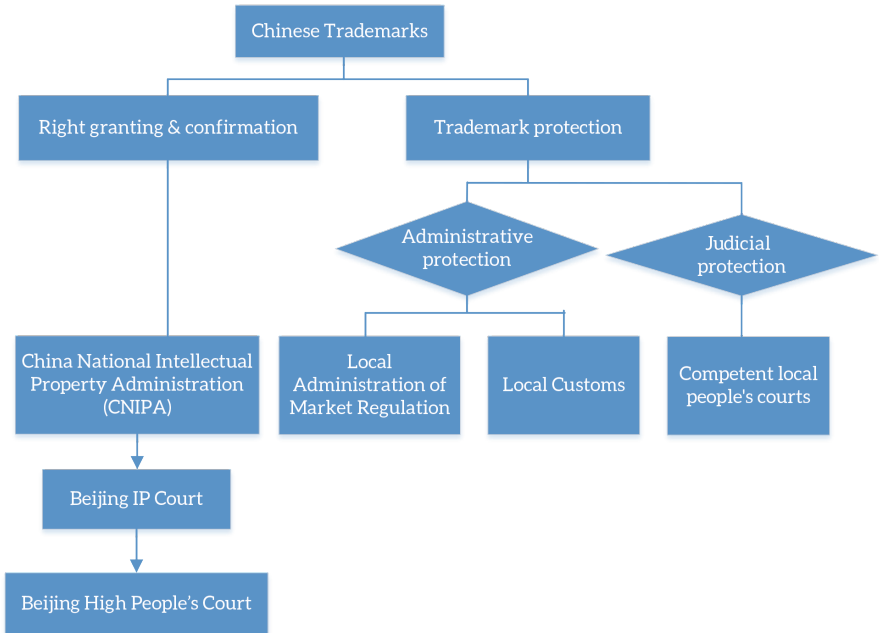 Chinese Trademarks
Right granting & confirmation
Trademark protection
Administrative
protection
Judicial
protection
China National Intellectual
Property Administration
(CNIPA)
Local
Administration of
Market Regulation
Local Customs
Competent local
people's courts
Beijing IP Court
Beijing High People’s Court